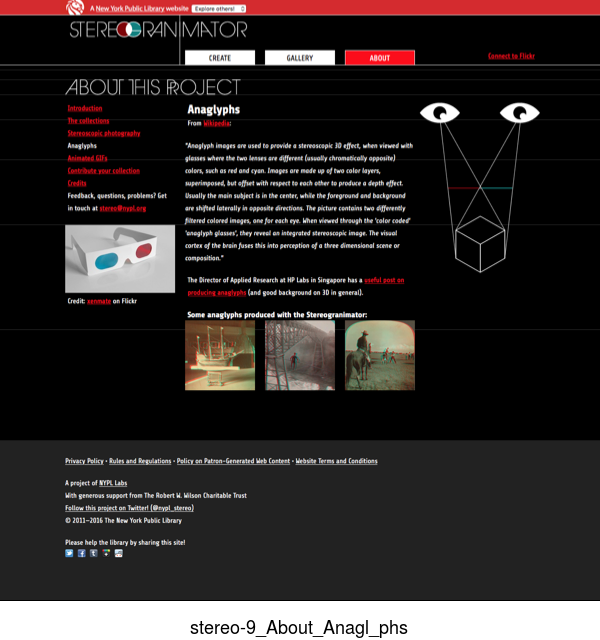 A New York Public Library website Explore others!
STEREOGRANIMATOR
CREATE GALLERY ABOUT Connect to Flickr
ABOUT THIS PROJECT
Introduction
The collections
Stereoscopic photography
Anaglyphs
Animated GIFs
Contribute your collection
Credits
Feedback, questions, problems? Get
in touch at stereo@nypl.org
Credit: xenmate on Flickr
Anaglyphs
From Wikipedia:
"Anaglyph images are used to provide a stereoscopic 3D effect, when viewed with
glasses where the two lenses are different (usually chromatically opposite)
colors, such as red and cyan. Images are made up of two color layers,
superimposed, but offset with respect to each other to produce a depth effect.
Usually the main subject is in the center, while the foreground and background
are shifted laterally in opposite directions. The picture contains two differently
filtered colored images, one for each eye. When viewed through the 'color coded'
'anaglyph glasses', they reveal an integrated stereoscopic image. The visual
cortex of the brain fuses this into perception of a three dimensional scene or
composition."
The Director of Applied Research at HP Labs in Singapore has a useful post on
producing anaglyphs (and good background on 3D in general).
Some anaglyphs produced with the Stereogranimator:
Privacy Policy • Rules and Regulations • Policy on Patron-Generated Web Content • Website Terms and Conditions
A project of NYPL Labs
With generous support from The Robert W. Wilson Charitable Trust
Follow this project on Twitter! (@nypl_stereo)
© 2011–2016 The New York Public Library
Please help the library by sharing this site!
stereo-9_About_Anagl_phs